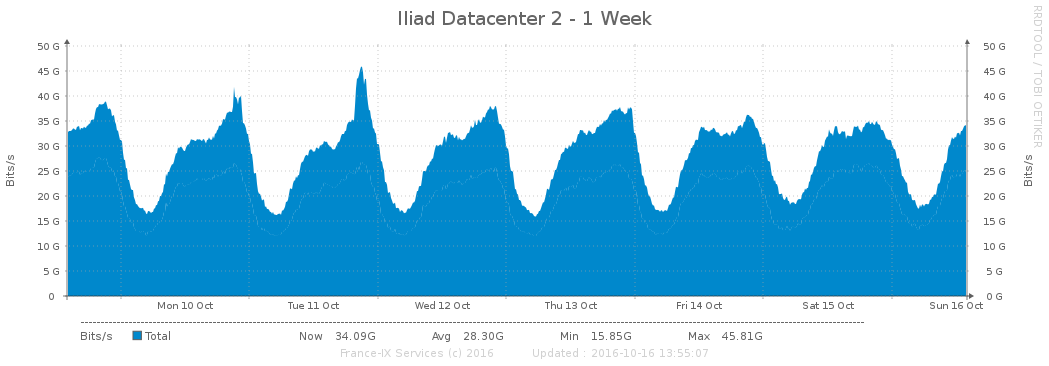 Iliad Datacenter 2 - 1 Week
RRDTOOL / TOBI OETIKER
50 G 50 G
45 G 45 G
40 G 40 G
35 G 35 G
30 G 30 G
25 G 25 G
20 G 20 G
15 G 15 G
10 G 10 G
5 G 5 G
0 0 G
Bits/s
Bits/s
Mon 10 Oct Tue 11 Oct Wed 12 Oct Thu 13 Oct Fri 14 Oct Sat 15 Oct Sun 16 Oct
Bits/s Total Now 34.09G Avg 28.30G Min 15.85G Max 45.81G
France-IX Services (c) 2016 Updated : 2016-10-16 13:55:07